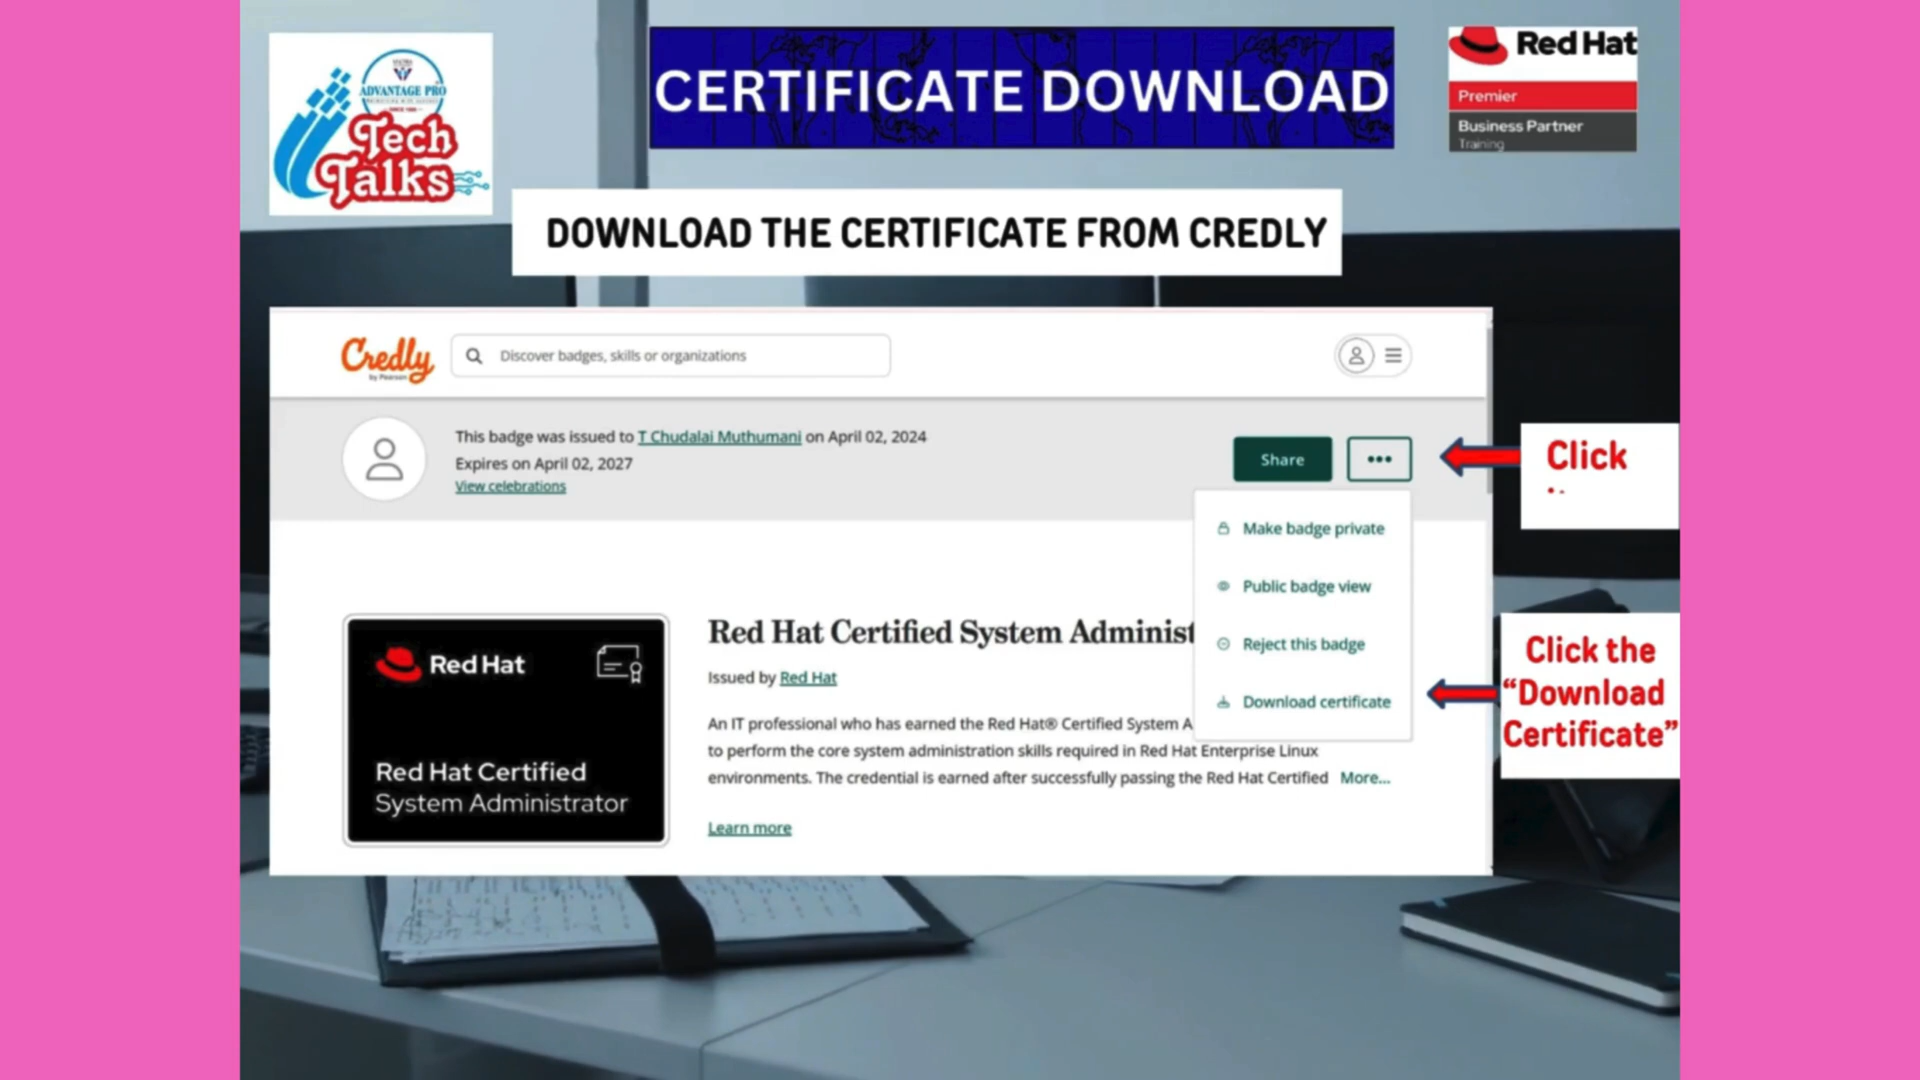 ADVANTAGE PRO
Tech
Talks
CERTIFICATE DOWNLOAD
Red Hat
Premier
Business Partner
Training
DOWNLOAD THE CERTIFICATE FROM CREDLY
Credly
by Pearson
Discover badges, skills or organizations
This badge was issued to T Chudalai Muthumani on April 02, 2024
Expires on April 02, 2027
View celebrations
Share
•••
Click
Make badge private
Public badge view
Reject this badge
Download certificate
Click the
“Download
Certificate”
Red Hat
Red Hat Certified
System Administrator
Red Hat Certified System Administ
Issued by Red Hat
An IT professional who has earned the Red Hat® Certified System A
to perform the core system administration skills required in Red Hat Enterprise Linux
environments. The credential is earned after successfully passing the Red Hat Certified More...
Learn more